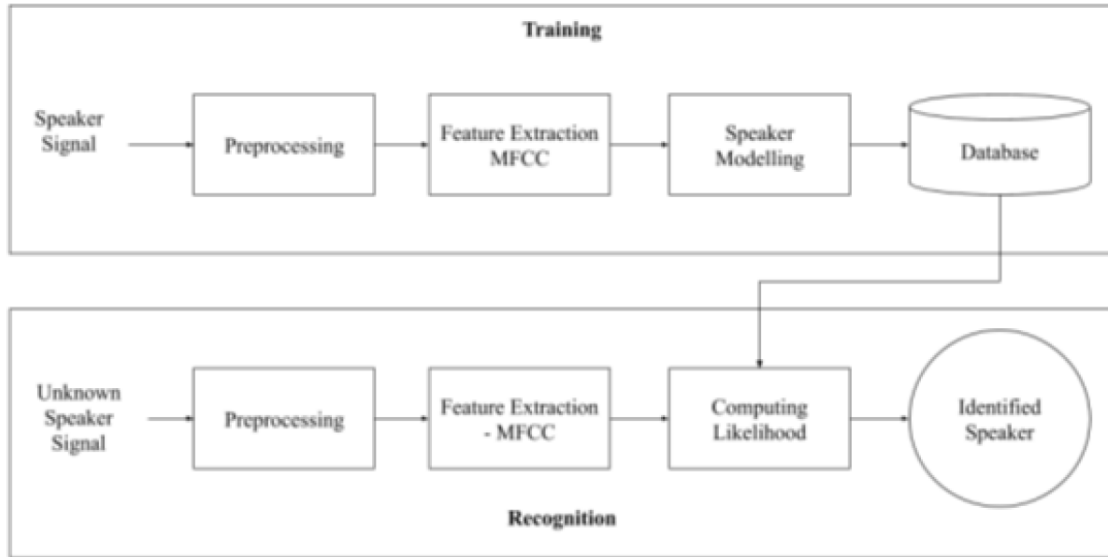 Training
Speaker
Signal
Preprocessing
Feature Extraction
MFCC
Speaker
Modelling
Database
Unknown
Speaker
Signal
Preprocessing
Feature Extraction
- MFCC
Computing
Likelihood
Identified
Speaker
Recognition